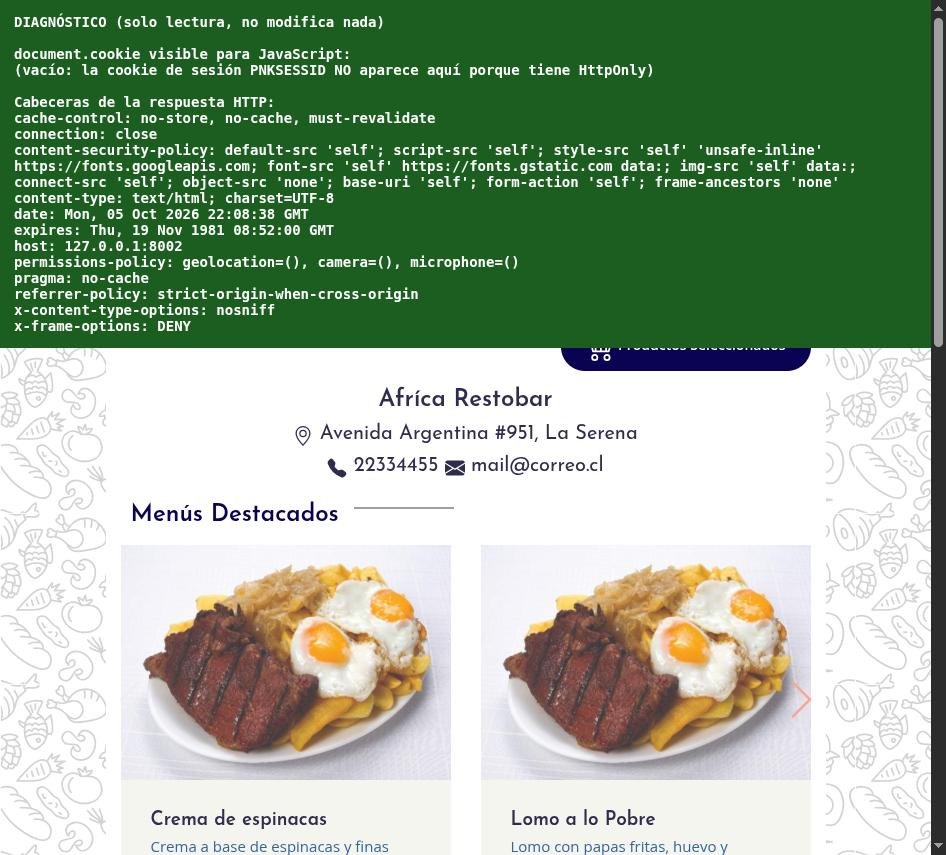 DIAGNÓSTICO (solo lectura, no modifica nada)
document.cookie visible para JavaScript:
(vacío: la cookie de sesión PNKSESSID NO aparece aquí porque tiene HttpOnly)
Cabeceras de la respuesta HTTP:
cache-control: no-store, no-cache, must-revalidate
connection: close
content-security-policy: default-src 'self'; script-src 'self'; style-src 'self' 'unsafe-inline'
https://fonts.googleapis.com; font-src 'self' https://fonts.gstatic.com data:; img-src 'self' data:;
connect-src 'self'; object-src 'none'; base-uri 'self'; form-action 'self'; frame-ancestors 'none'
content-type: text/html; charset=UTF-8
date: Mon, 05 Oct 2026 22:08:38 GMT
expires: Thu, 19 Nov 1981 08:52:00 GMT
host: 127.0.0.1:8002
permissions-policy: geolocation=(), camera=(), microphone=()
pragma: no-cache
referrer-policy: strict-origin-when-cross-origin
x-content-type-options: nosniff
x-frame-options: DENY
Productos Seleccionados
Afríca Restobar
Avenida Argentina #951, La Serena
22334455 mail@correo.cl
Menús Destacados
Crema de espinacas
Crema a base de espinacas y finas
Lomo a lo Pobre
Lomo con papas fritas, huevo y